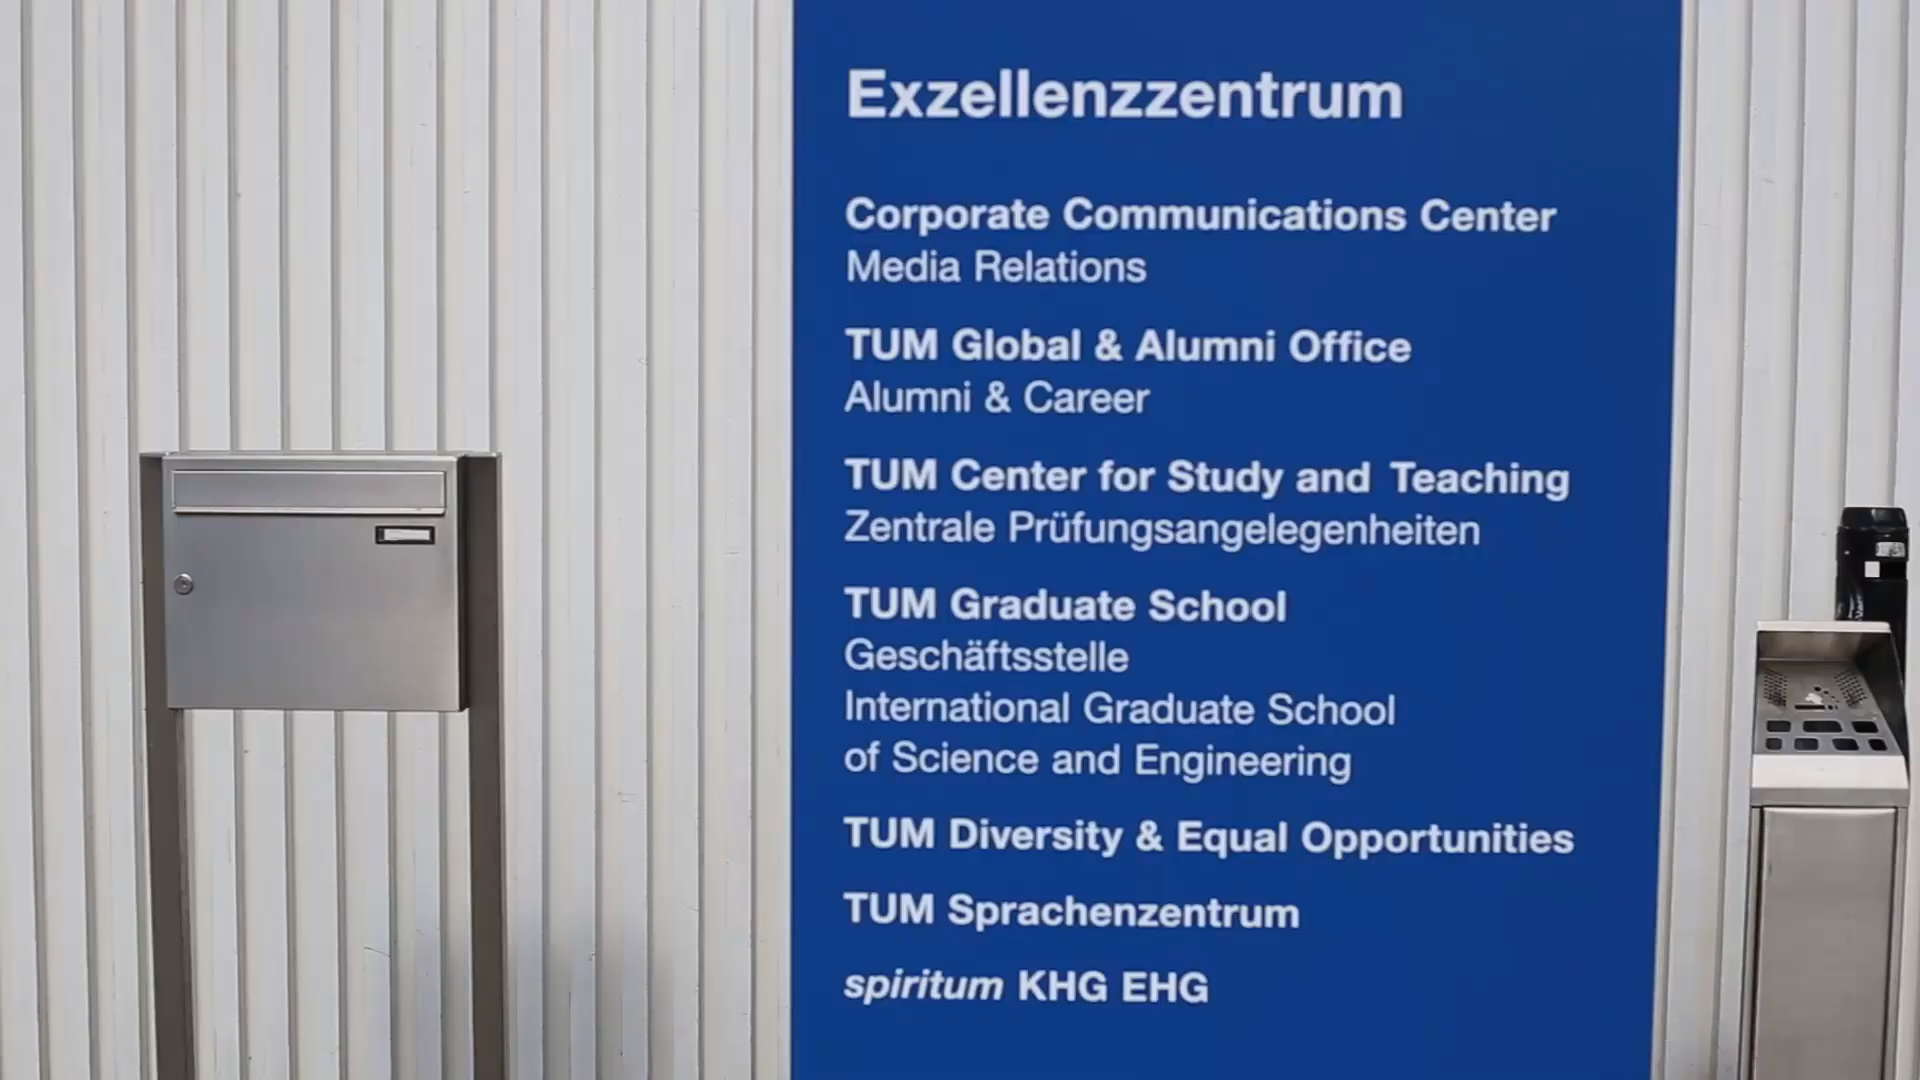 Exzellenzzentrum
Corporate Communications Center
Media Relations
TUM Global & Alumni Office
Alumni & Career
TUM Center for Study and Teaching
Zentrale Prüfungsangelegenheiten
TUM Graduate School
Geschäftsstelle
International Graduate School
of Science and Engineering
TUM Diversity & Equal Opportunities
TUM Sprachenzentrum
spiritum KHG EHG